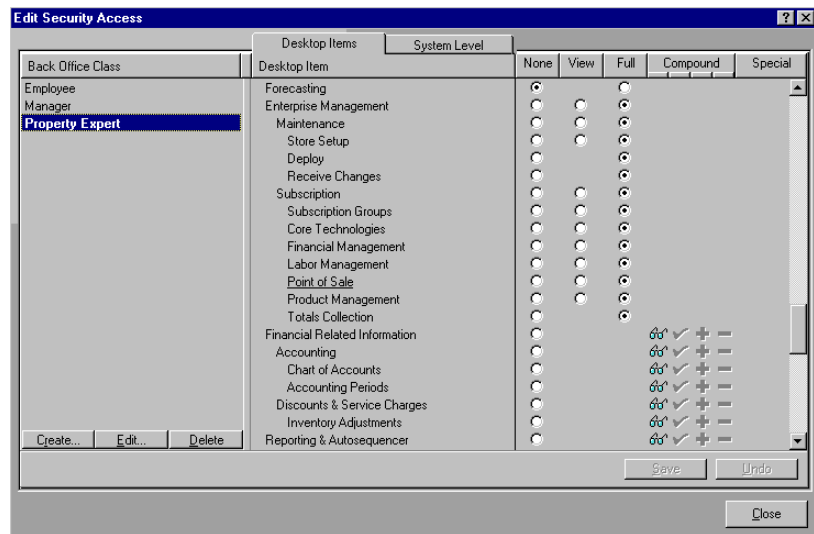 Edit Security Access
Desktop Items System Level
Back Office Class Desktop Item None View Full Compound Special
Employee Forecasting
Manager Enterprise Management
Property Expert Maintenance
Store Setup
Deploy
Receive Changes
Subscription
Subscription Groups
Core Technologies
Financial Management
Labor Management
Point of Sale
Product Management
Totals Collection
Financial Related Information
Accounting
Chart of Accounts
Accounting Periods
Discounts & Service Charges
Inventory Adjustments
Create... Edit... Delete Reporting & Autosequencer
Save Undo
Close